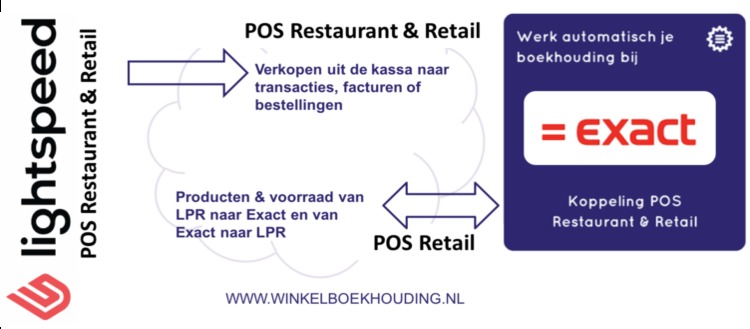 lightspeed
POS Restaurant & Retail
POS Restaurant & Retail
Verkopen uit de kassa naar
transacties, facturen of
bestellingen
Producten & voorraad van
LPR naar Exact en van
Exact naar LPR
POS Retail
WWW.WINKELBOEKHOUDING.NL
Werk automatisch je
boekhouding bij
= exact
Koppeling POS
Restaurant & Retail